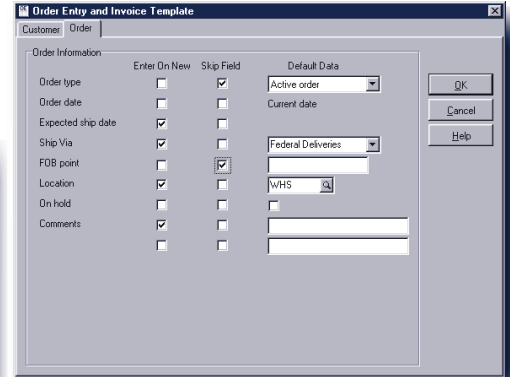 Order Entry and Invoice Template
Customer Order
Order Information
Enter On New Skip Field Default Data
Order type Active order
Order date Current date
Expected ship date
Ship Via Federal Deliveries
FOB point
Location WHS
On hold
Comments
OK
Cancel
Help